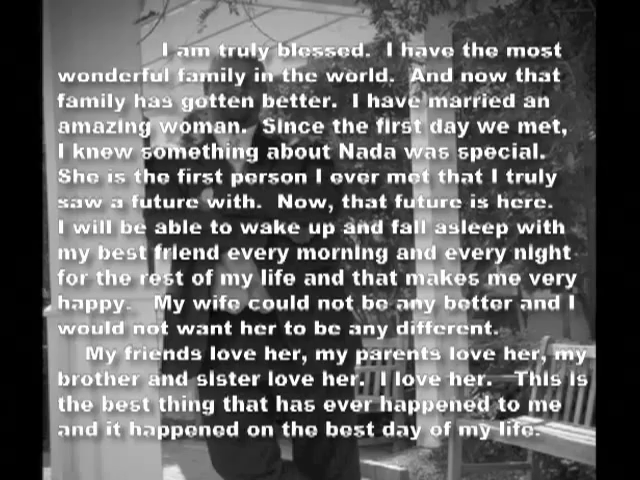 I am truly blessed. I have the most
wonderful family in the world. And now that
family has gotten better. I have married an
amazing woman. Since the first day we met,
I knew something about Nada was special.
She is the first person I ever met that I truly
saw a future with. Now, that future is here.
I will be able to wake up and fall asleep with
my best friend every morning and every night
for the rest of my life and that makes me very
happy. My wife could not be any better and I
would not want her to be any different.
My friends love her, my parents love her, my
brother and sister love her. I love her. This is
the best thing that has ever happened to me
and it happened on the best day of my life.